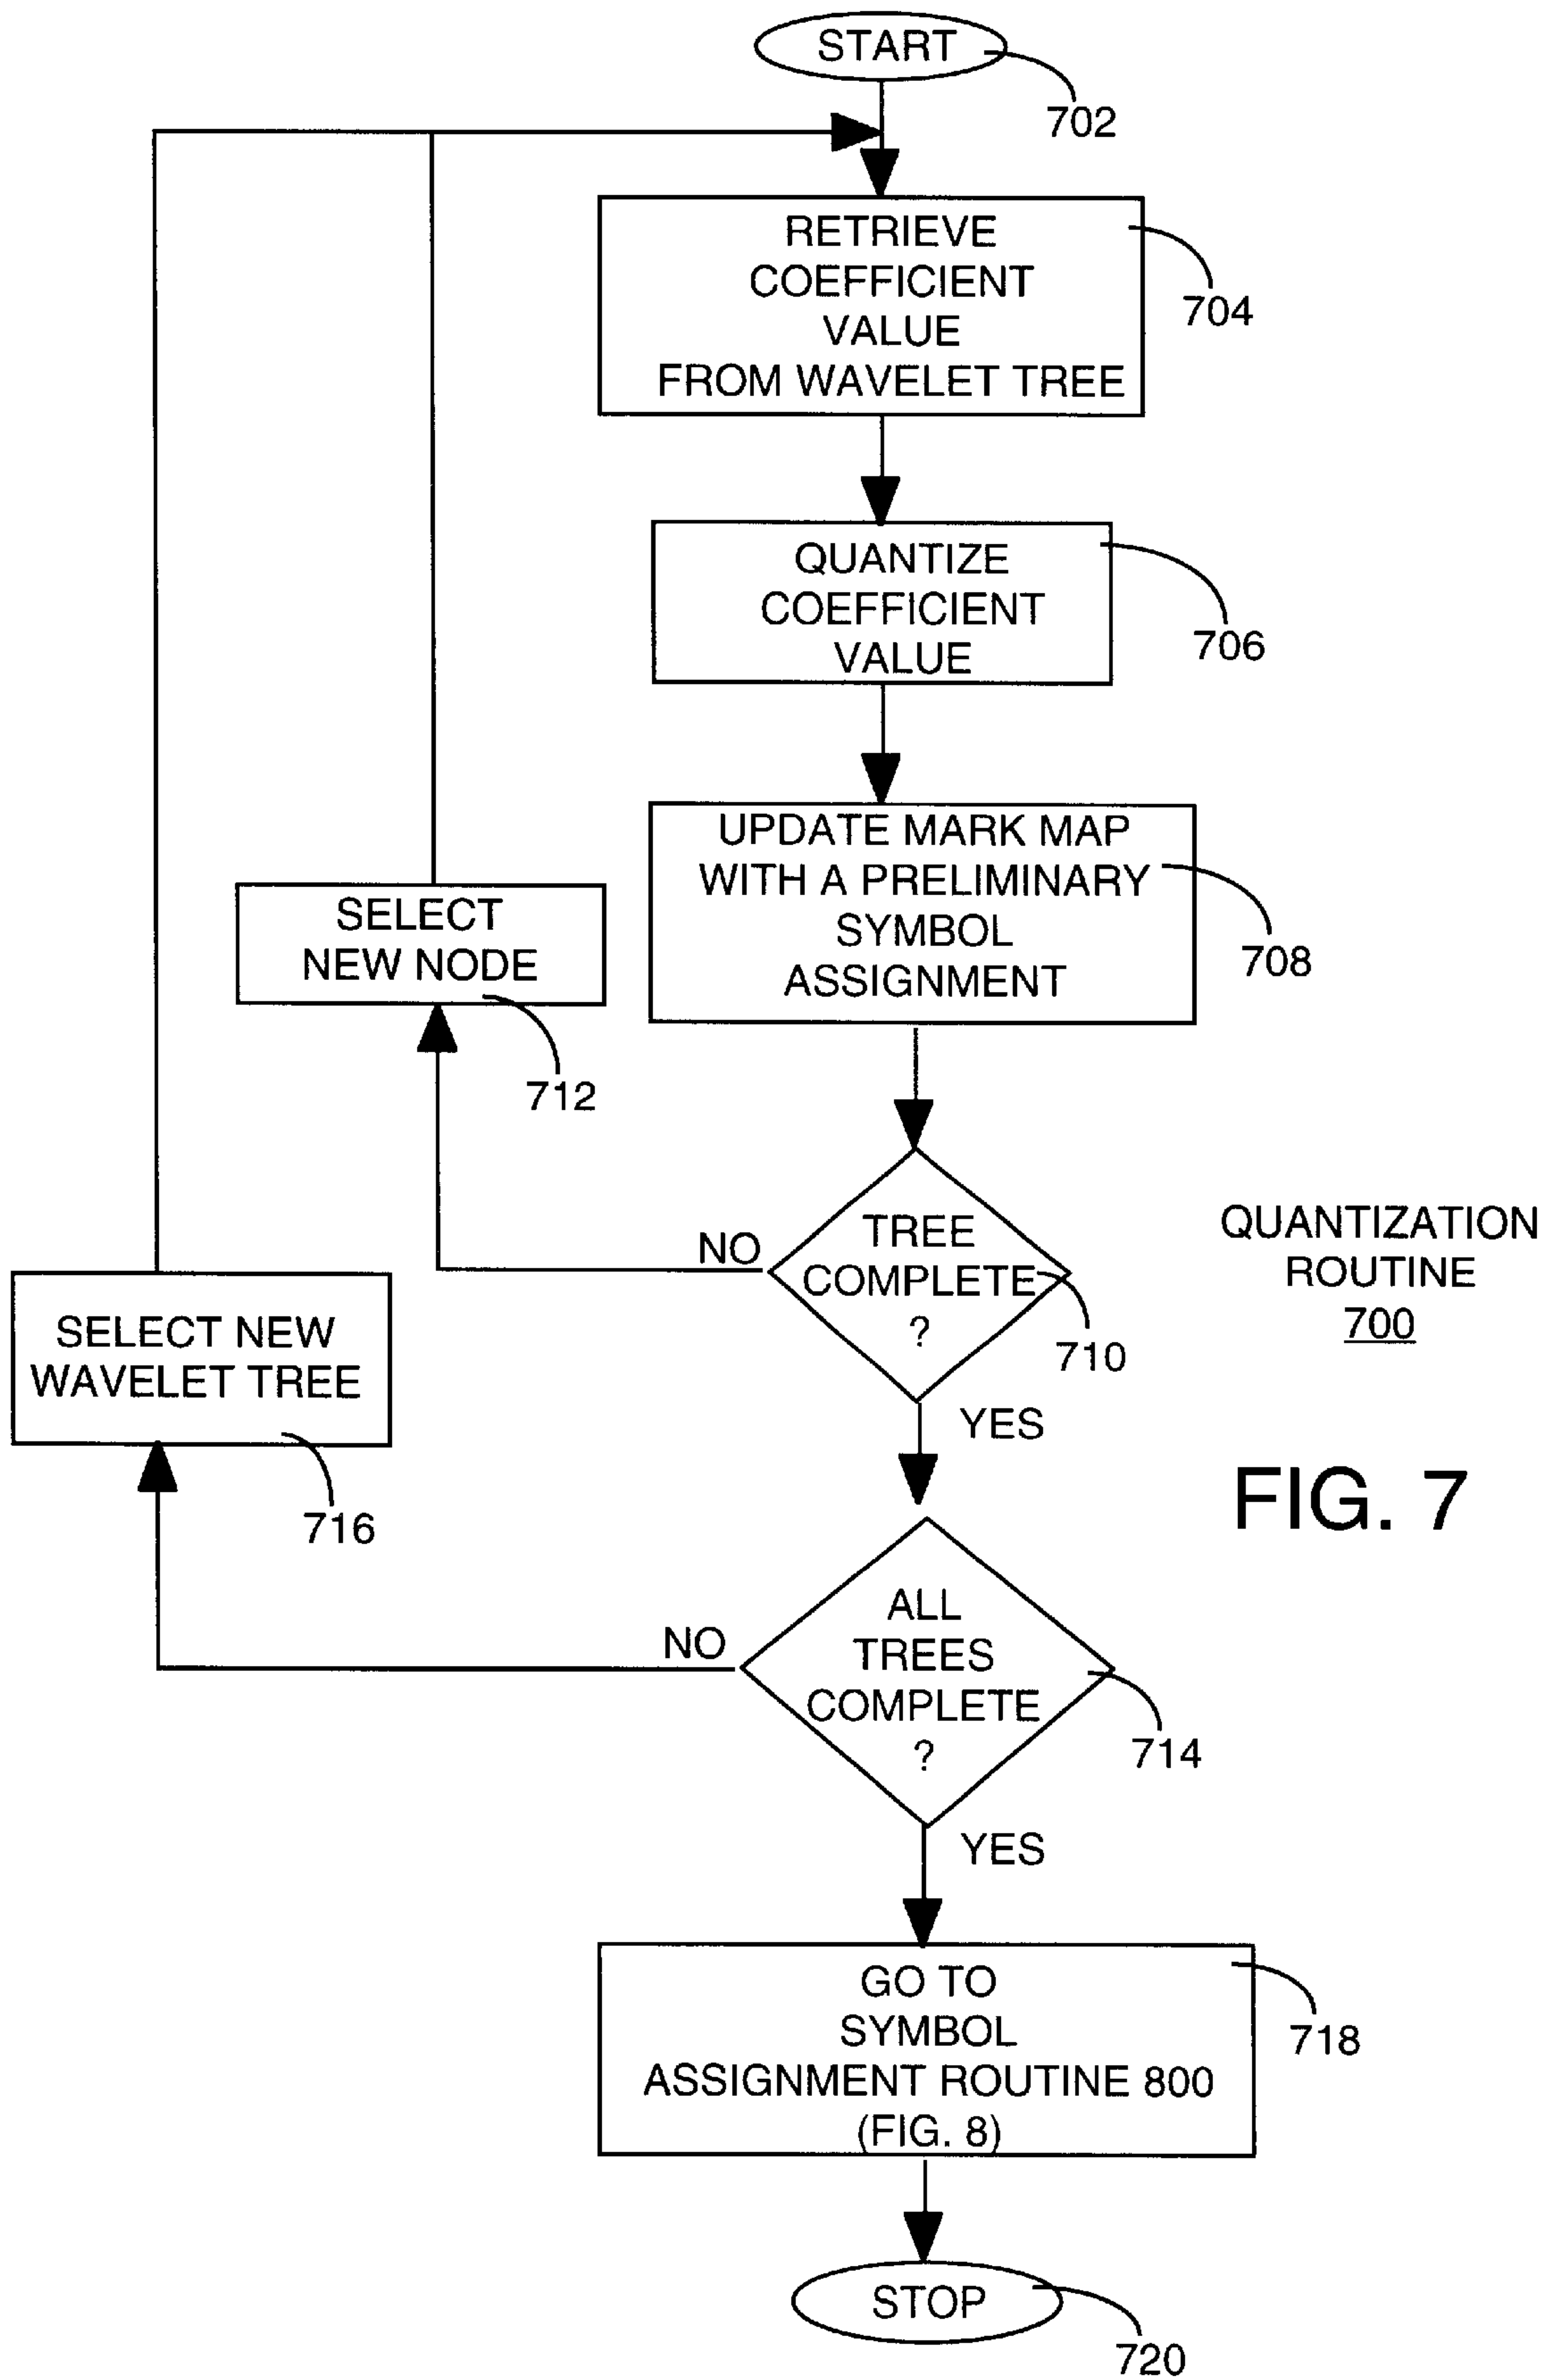 START
702
RETRIEVE
COEFFICIENT
VALUE
FROM WAVELET TREE
704
QUANTIZE
COEFFICIENT
VALUE
706
UPDATE MARK MAP
WITH A PRELIMINARY
SYMBOL
ASSIGNMENT
708
SELECT
NEW NODE
712
NO
TREE
COMPLETE
?
710
YES
QUANTIZATION
ROUTINE
700
SELECT NEW
WAVELET TREE
716
FIG. 7
NO
ALL
TREES
COMPLETE
?
714
YES
GO TO
SYMBOL
ASSIGNMENT ROUTINE 800
(FIG. 8)
718
STOP
720